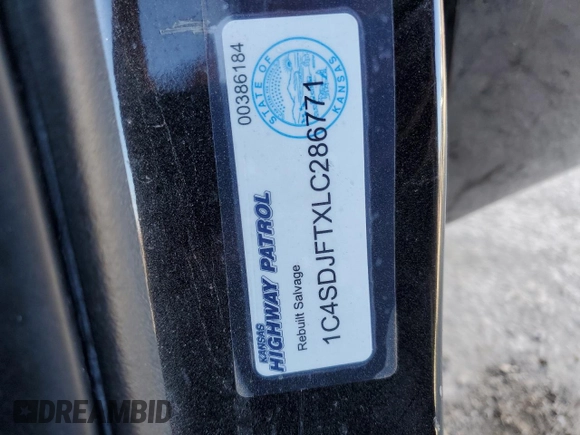 00386184
STATE OF KANSAS
KANSAS
HIGHWAY PATROL
Rebuilt Salvage
1C4SDJFTXLC286771
DREAMBID